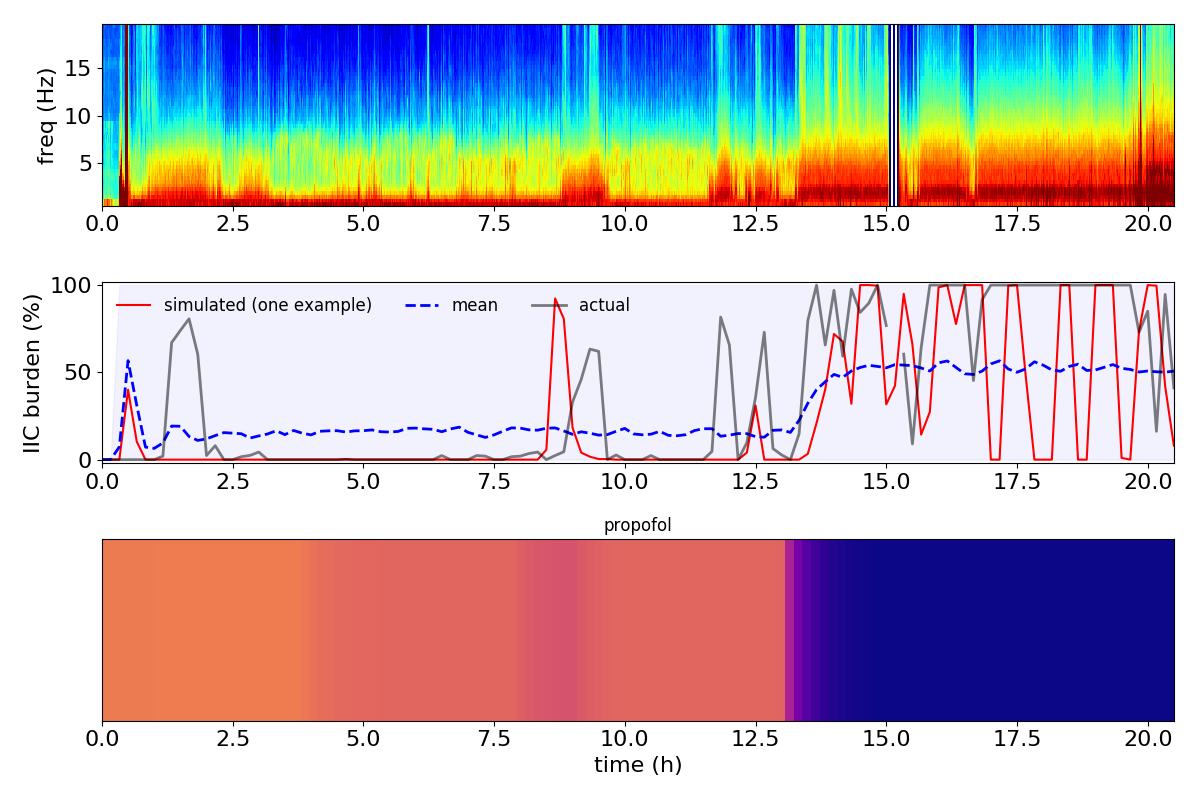 freq (Hz)
15
10
5
0.0 2.5 5.0 7.5 10.0 12.5 15.0 17.5 20.0
IIC burden (%)
100
50
0
simulated (one example) mean actual
0.0 2.5 5.0 7.5 10.0 12.5 15.0 17.5 20.0
propofol
0.0 2.5 5.0 7.5 10.0 12.5 15.0 17.5 20.0
time (h)